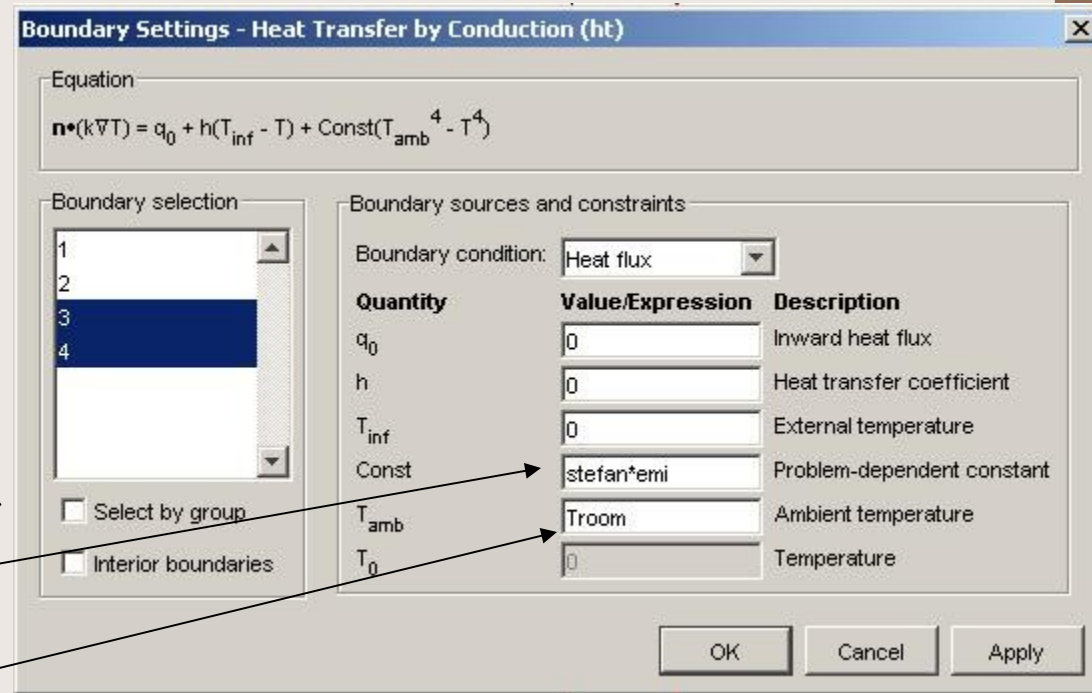 Boundary Settings - Heat Transfer by Conduction (ht)
Equation
n•(k∇T) = q0 + h(Tinf - T) + Const(Tamb^4 - T^4)
Boundary selection
1
2
3
4
Select by group
Interior boundaries
Boundary sources and constraints
Boundary condition: Heat flux
Quantity Value/Expression Description
q0 0 Inward heat flux
h 0 Heat transfer coefficient
Tinf 0 External temperature
Const stefan*emi Problem-dependent constant
Tamb Troom Ambient temperature
T0 0 Temperature
OK Cancel Apply